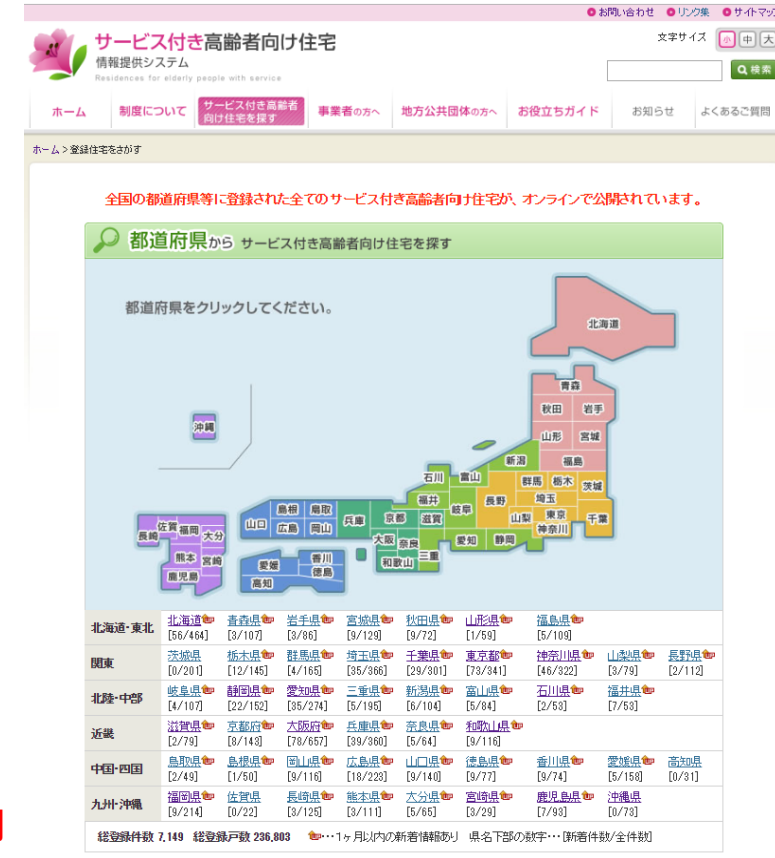 お問い合わせ リンク集 サイトマップ
サービス付き高齢者向け住宅
情報提供システム
Residences for elderly people with service
文字サイズ 小 中 大
検索
ホーム 制度について サービス付き高齢者向け住宅を探す 事業者の方へ 地方公共団体の方へ お役立ちガイド お知らせ よくあるご質問
ホーム > 登録住宅をさがす
全国の都道府県等に登録された全てのサービス付き高齢者向け住宅が、オンラインで公開されています。
都道府県から サービス付き高齢者向け住宅を探す
都道府県をクリックしてください。
北海道
青森
秋田 岩手
沖縄
山形 宮城
新潟 福島
石川 富山 群馬 栃木 茨城
福井 岐阜 長野 埼玉
島根 鳥取 兵庫 京都 滋賀 山梨 東京 千葉
山口 広島 岡山 神奈川
長崎 佐賀 福岡 大分 大阪 奈良 愛知 静岡
熊本 宮崎 愛媛 香川 和歌山 三重
鹿児島 高知 徳島
北海道・東北 北海道 青森県 岩手県 宮城県 秋田県 山形県 福島県
[56/464] [3/107] [3/86] [9/129] [9/72] [1/59] [5/109]
関東 茨城県 栃木県 群馬県 埼玉県 千葉県 東京都 神奈川県 山梨県 長野県
[0/201] [12/145] [4/165] [35/366] [29/301] [73/341] [46/322] [3/79] [2/112]
北陸・中部 岐阜県 静岡県 愛知県 三重県 新潟県 富山県 石川県 福井県
[4/107] [22/152] [35/274] [5/195] [6/104] [5/84] [2/53] [7/53]
近畿 滋賀県 京都府 大阪府 兵庫県 奈良県 和歌山県
[2/79] [8/143] [78/657] [39/360] [5/64] [9/116]
中国・四国 鳥取県 島根県 岡山県 広島県 山口県 徳島県 香川県 愛媛県 高知県
[2/49] [1/50] [9/116] [18/223] [9/140] [9/77] [9/74] [5/158] [0/31]
九州・沖縄 福岡県 佐賀県 長崎県 熊本県 大分県 宮崎県 鹿児島県 沖縄県
[9/214] [0/22] [3/125] [3/111] [5/65] [3/29] [7/93] [0/73]
総登録件数 7,149 総登録戸数 236,803 …1ヶ月以内の新着情報あり 県名下部の数字…[新着件数/全件数]